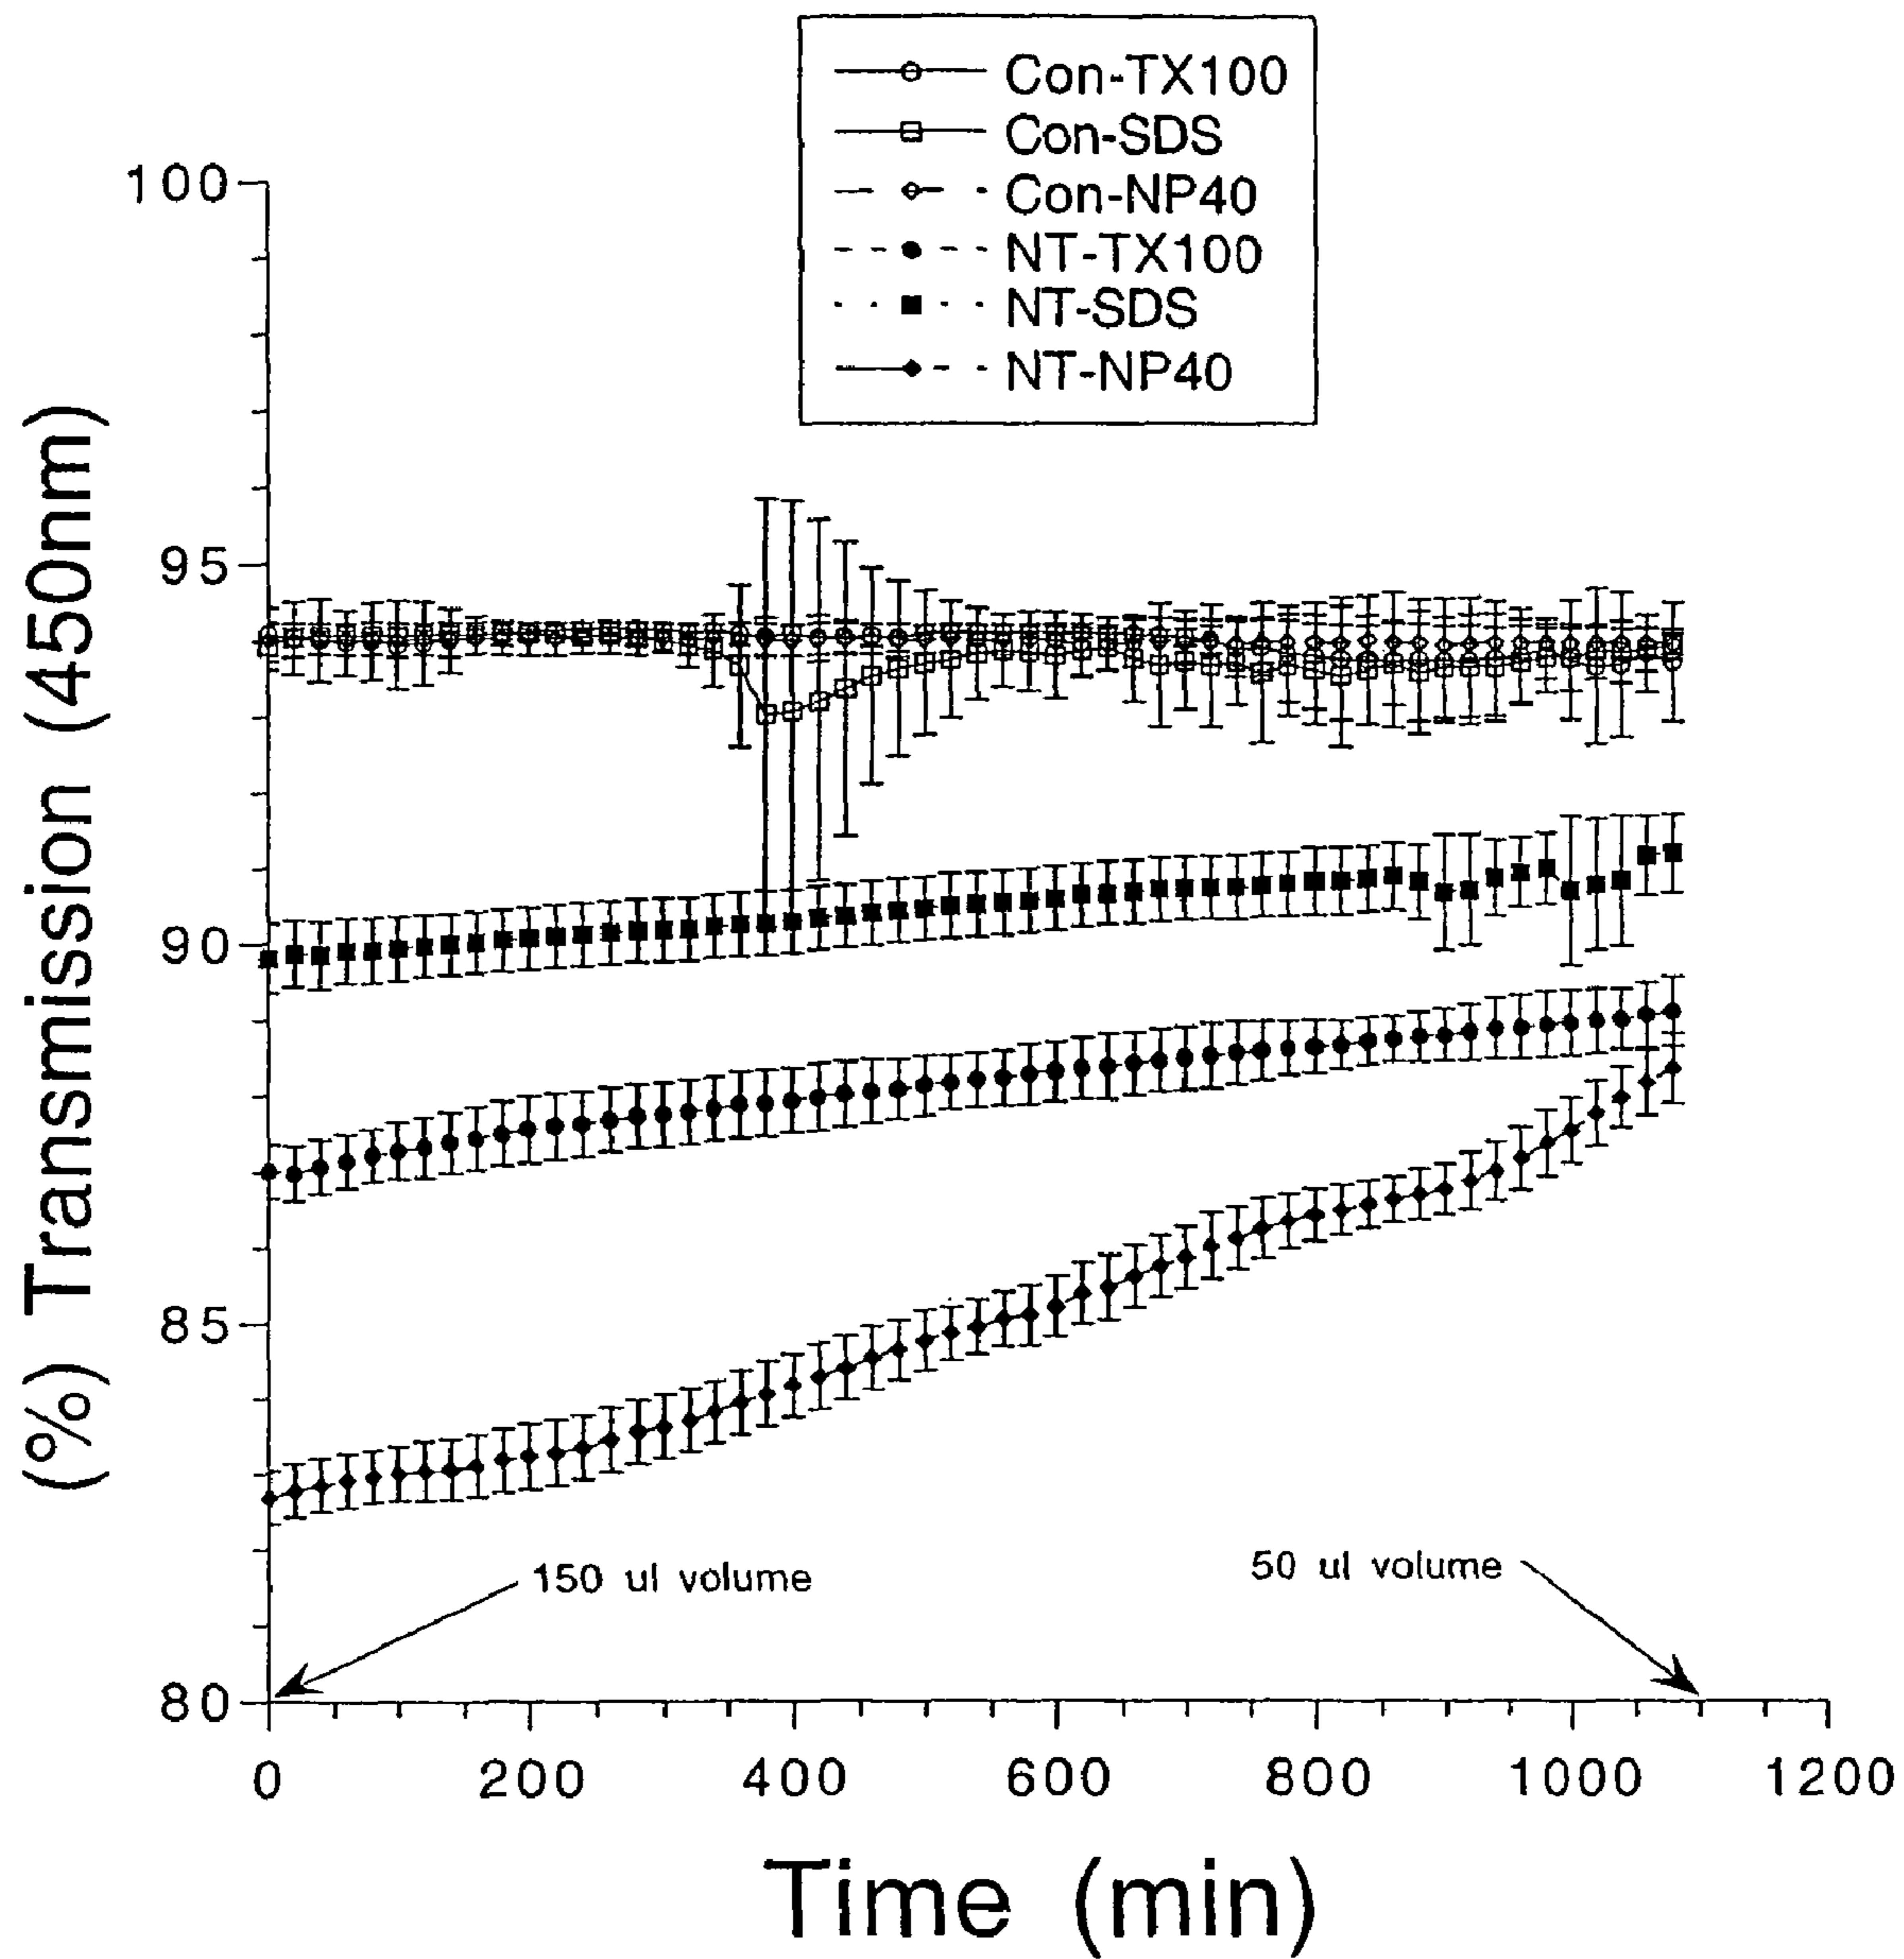 Con-TX100
Con-SDS
Con-NP40
NT-TX100
NT-SDS
NT-NP40
(%) Transmission (450nm)
100
95
90
85
80
150 ul volume
50 ul volume
0 200 400 600 800 1000 1200
Time (min)